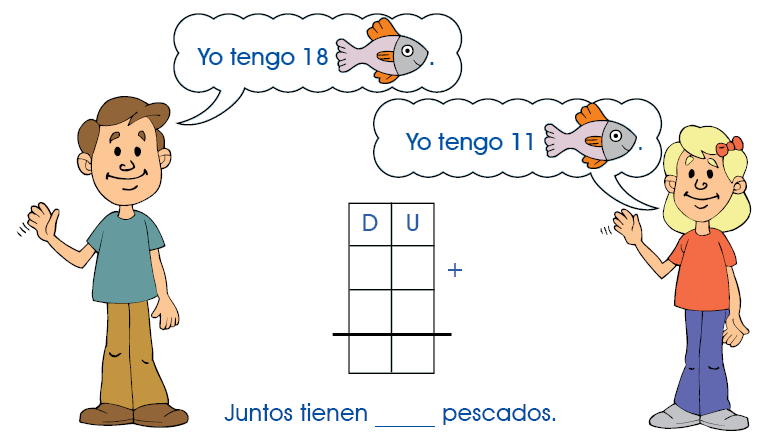 Yo tengo 18 .
Yo tengo 11 .
D U
+
Juntos tienen _____ pescados.